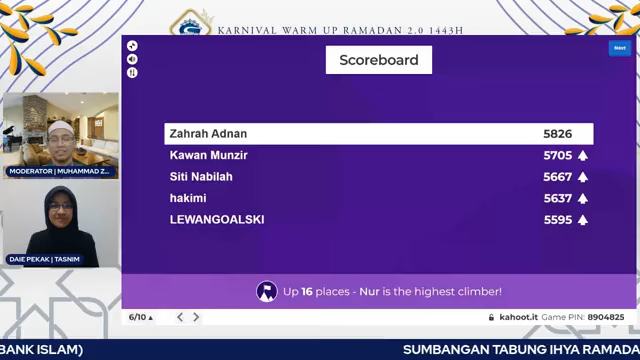 KARNIVAL WARM UP RAMADAN 2.0 1443H
Next
Scoreboard
Zahrah Adnan 5826
Kawan Munzir 5705
Siti Nabilah 5667
hakimi 5637
LEWANGOALSKI 5595
MODERATOR | MUHAMMAD Z...
DAIE PEKAK | TASNIM
Up 16 places - Nur is the highest climber!
6/10
kahoot.it Game PIN: 8904825
BANK ISLAM) SUMBANGAN TABUNG IHYA RAMADA